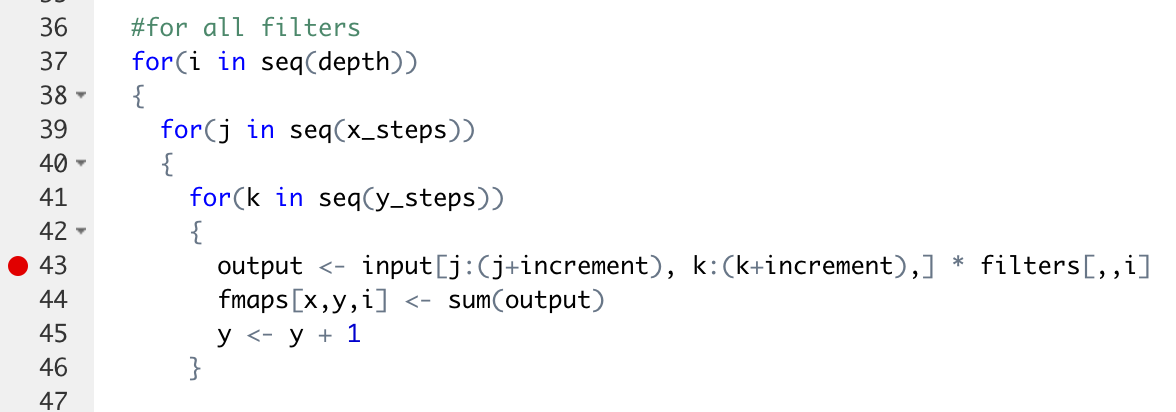 36 #for all filters
37 for(i in seq(depth))
38 {
39 for(j in seq(x_steps))
40 {
41 for(k in seq(y_steps))
42 {
43 output <- input[j:(j+increment), k:(k+increment),] * filters[,,i]
44 fmaps[x,y,i] <- sum(output)
45 y <- y + 1
46 }
47